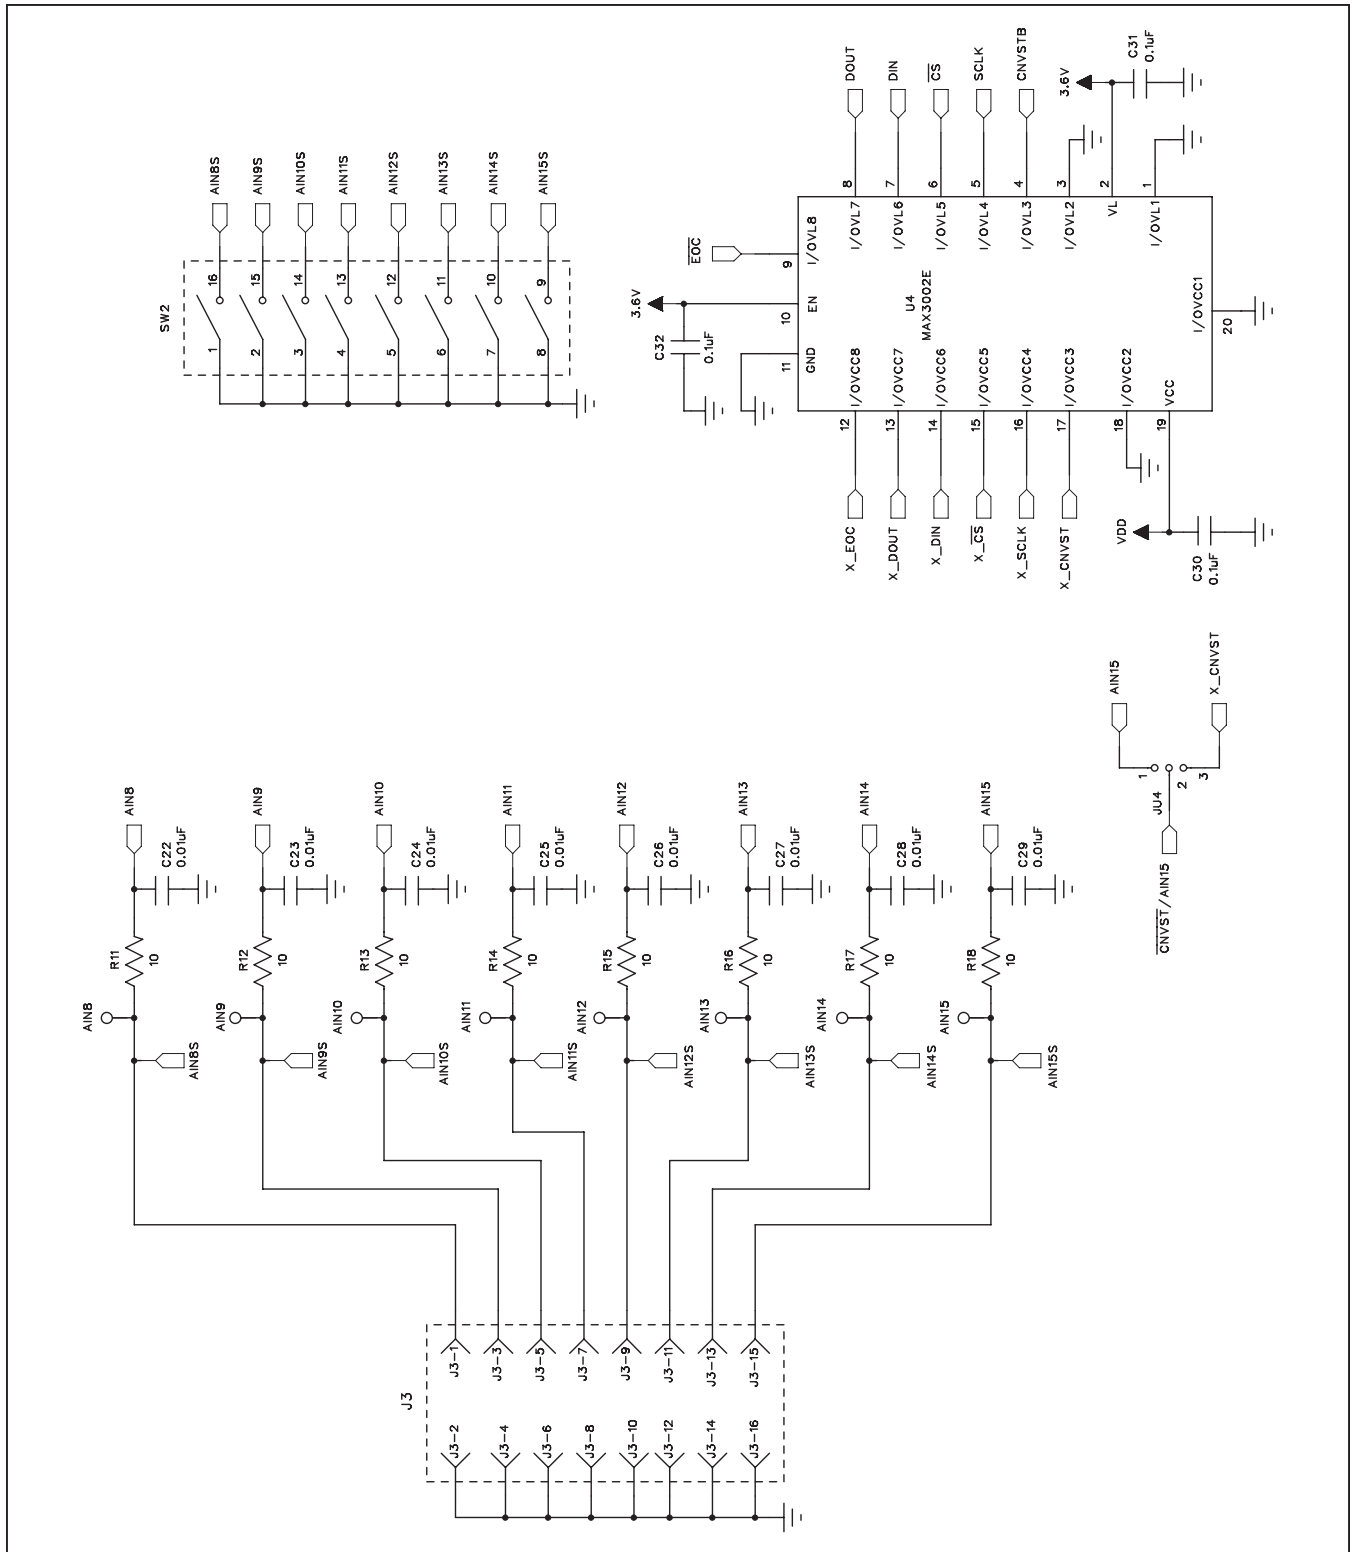 SW2
AIN8S
AIN9S
AIN10S
AIN11S
AIN12S
AIN13S
AIN14S
AIN15S
16
15
14
13
12
11
10
9
1
2
3
4
5
6
7
8
DOUT
DIN
CS
SCLK
CNVSTB
3.6V
C31
0.1uF
8
7
6
5
4
3
2
1
I/OVL7
I/OVL6
I/OVL5
I/OVL4
I/OVL3
I/OVL2
VL
I/OVL1
EOC
9
I/OVL8
3.6V
10
EN
C32
0.1uF
11
GND
U4
MAX3002E
I/OVCC1
20
I/OVCC8
I/OVCC7
I/OVCC6
I/OVCC5
I/OVCC4
I/OVCC3
I/OVCC2
VCC
12
13
14
15
16
17
18
19
X_EOC
X_DOUT
X_DIN
X_CS
X_SCLK
X_CNVST
VDD
C30
0.1uF
AIN15
X_CNVST
1
2
3
JU4
CNVST/AIN15
AIN8
AIN9
AIN10
AIN11
AIN12
AIN13
AIN14
AIN15
C22
0.01uF
C23
0.01uF
C24
0.01uF
C25
0.01uF
C26
0.01uF
C27
0.01uF
C28
0.01uF
C29
0.01uF
R11
10
R12
10
R13
10
R14
10
R15
10
R16
10
R17
10
R18
10
AIN8
AIN9
AIN10
AIN11
AIN12
AIN13
AIN14
AIN15
AIN8S
AIN9S
AIN10S
AIN11S
AIN12S
AIN13S
AIN14S
AIN15S
J3
J3-1
J3-3
J3-5
J3-7
J3-9
J3-11
J3-13
J3-15
J3-2
J3-4
J3-6
J3-8
J3-10
J3-12
J3-14
J3-16